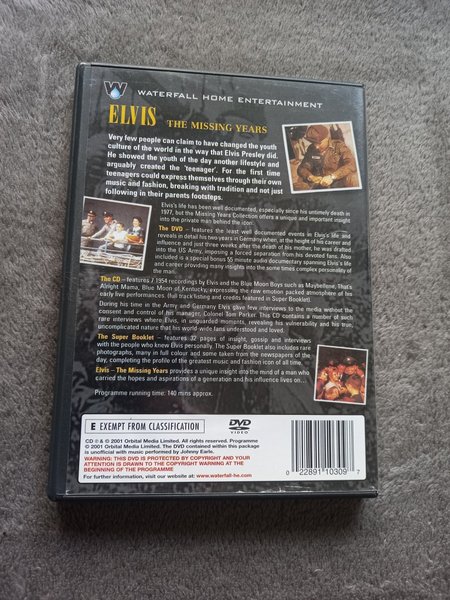 W WATERFALL HOME ENTERTAINMENT
ELVIS THE MISSING YEARS
Very few people can claim to have changed the youth
culture of the world in the way that Elvis Presley did.
He showed the youth of the day another lifestyle and
arguably created the 'teenager'. For the first time
teenagers could express themselves through their own
music and fashion, breaking with tradition and not just
following in their parents footsteps.
Elvis's life has been well documented, especially since his untimely death in
1977, but the Missing Years Collection offers a unique and important insight
into the private man behind the icon.
The DVD – features the least well documented events in Elvis's life and
reveals in detail his two years in Germany when, at the height of his career and
influence and just three weeks after the death of his mother, he was drafted
into the US Army, imposing a forced separation from his devoted fans. Also
included is a special bonus 55 minute audio documentary spanning Elvis's life
and career providing many insights into the some times complex personality of
the man.
The CD – features 7 1954 recordings by Elvis and the Blue Moon Boys such as Maybellene, That's
Alright Mama, Blue Moon of Kentucky, expressing the raw emotion packed atmosphere of his
early live performances. (full track listing and credits featured in Super Booklet).
During his time in the Army and Germany Elvis gave few interviews to the media without the
consent and control of his manager, Colonel Tom Parker. This CD contains a number of such
rare interviews where Elvis, in unguarded moments, revealing his vulnerability and his true,
uncomplicated nature that his world wide fans understood and loved.
The Super Booklet – features 32 pages of insight, gossip and interviews
with the people who knew Elvis personally. The Super Booklet also includes rare
photographs, many in full colour and some taken from the newspapers of the
day, completing the profile of the greatest music and fashion icon of all time.
Elvis – The Missing Years provides a unique insight into the mind of a man who
carried the hopes and aspirations of a generation and his influence lives on...
Programme running time: 140 mins approx.
E EXEMPT FROM CLASSIFICATION
DVD
VIDEO
CD ℗ & © 2001 Orbital Media Limited. All rights reserved. Programme
© 2001 Orbital Media Limited. The DVD contained within this package
is unofficial with music performed by Johnny Earle.
WARNING: THIS DVD IS PROTECTED BY COPYRIGHT AND YOUR
ATTENTION IS DRAWN TO THE COPYRIGHT WARNING AT THE
BEGINNING OF THE PROGRAMME
For further information, visit our website at: www.waterfall-he.com
0 22891 10309 7